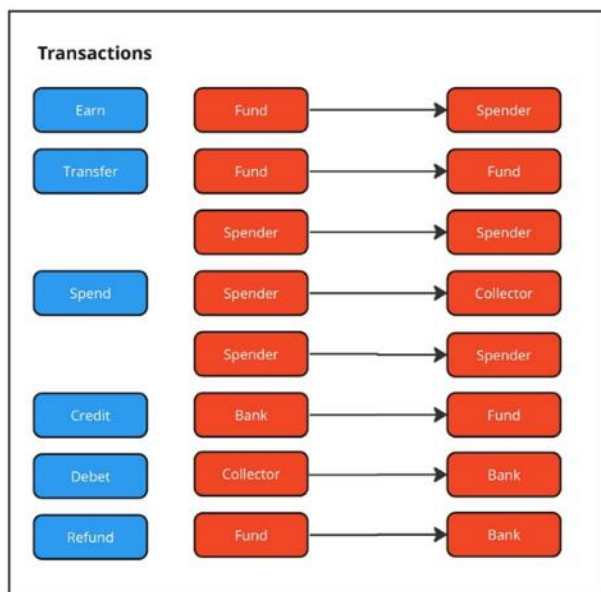 Transactions
Earn Fund Spender
Transfer Fund Fund
Spender Spender
Spend Spender Collector
Spender Spender
Credit Bank Fund
Debet Collector Bank
Refund Fund Bank